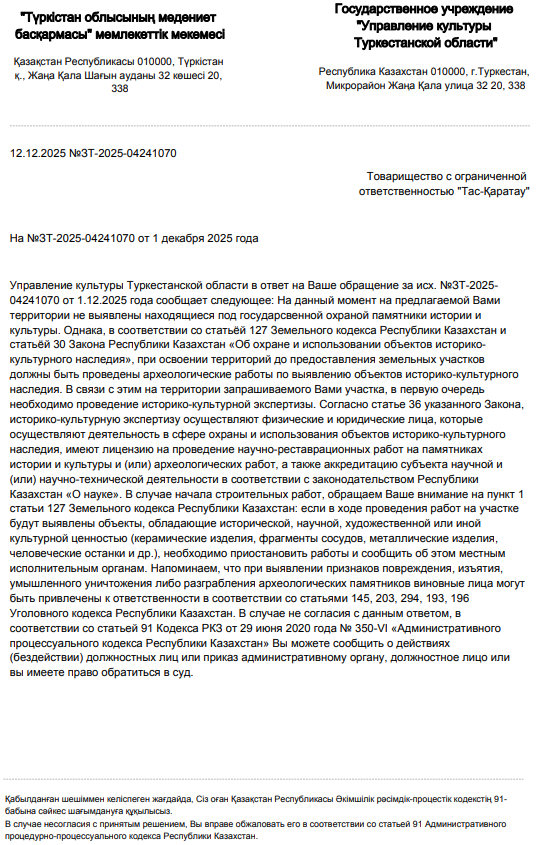 "Түркістан облысының мәдениет
басқармасы" мемлекеттік мекемесі
Қазақстан Республикасы 010000, Түркістан
қ., Жаңа Қала Шағын ауданы 32 көшесі 20,
338
Государственное учреждение
"Управление культуры
Туркестанской области"
Республика Казахстан 010000, г.Туркестан,
Микрорайон Жаңа Қала улица 32 20, 338
12.12.2025 №ЗТ-2025-04241070
Товарищество с ограниченной
ответственностью "Тас-Қаратау"
На №ЗТ-2025-04241070 от 1 декабря 2025 года
Управление культуры Туркестанской области в ответ на Ваше обращение за исх. №ЗТ-2025-
04241070 от 1.12.2025 года сообщает следующее: На данный момент на предлагаемой Вами
территории не выявлены находящиеся под государсвенной охраной памятники истории и
культуры. Однака, в соответствии со статьёй 127 Земельного кодекса Республики Казахстан и
статьёй 30 Закона Республики Казахстан «Об охране и использовании объектов историко-
культурного наследия», при освоении территорий до предоставления земельных участков
должны быть проведены археологические работы по выявлению объектов историко-культурного
наследия. В связи с этим на территории запрашиваемого Вами участка, в первую очередь
необходимо проведение историко-культурной экспертизы. Согласно статье 36 указанного Закона,
историко-культурную экспертизу осуществляют физические и юридические лица, которые
осуществляют деятельность в сфере охраны и использования объектов историко-культурного
наследия, имеют лицензию на проведение научно-реставрационных работ на памятниках
истории и культуры и (или) археологических работ, а также аккредитацию субъекта научной и
(или) научно-технической деятельности в соответствии с законодательством Республики
Казахстан «О науке». В случае начала строительных работ, обращаем Ваше внимание на пункт 1
статьи 127 Земельного кодекса Республики Казахстан: если в ходе проведения работ на участке
будут выявлены объекты, обладающие исторической, научной, художественной или иной
культурной ценностью (керамические изделия, фрагменты сосудов, металлические изделия,
человеческие останки и др.), необходимо приостановить работы и сообщить об этом местным
исполнительным органам. Напоминаем, что при выявлении признаков повреждения, изъятия,
умышленного уничтожения либо разграбления археологических памятников виновные лица могут
быть привлечены к ответственности в соответствии со статьями 145, 203, 294, 193, 196
Уголовного кодекса Республики Казахстан. В случае не согласия с данным ответом, в
соответствии со статьей 91 Кодекса РКЗ от 29 июня 2020 года № 350-VI «Административного
процессуального кодекса Республики Казахстан» Вы можете сообщить о действиях
(бездействии) должностных лиц или приказ административному органу, должностное лицо или
вы имеете право обратиться в суд.
Қабылданған шешіммен келіспеген жағдайда, Сіз оған Қазақстан Республикасы Әкімшілік рәсімдік-процестік кодекстің 91-
бабына сәйкес шағымдануға құқылысыз.
В случае несогласия с принятым решением, Вы вправе обжаловать его в соответствии со статьей 91 Административного
процедурно-процессуального кодекса Республики Казахстан.